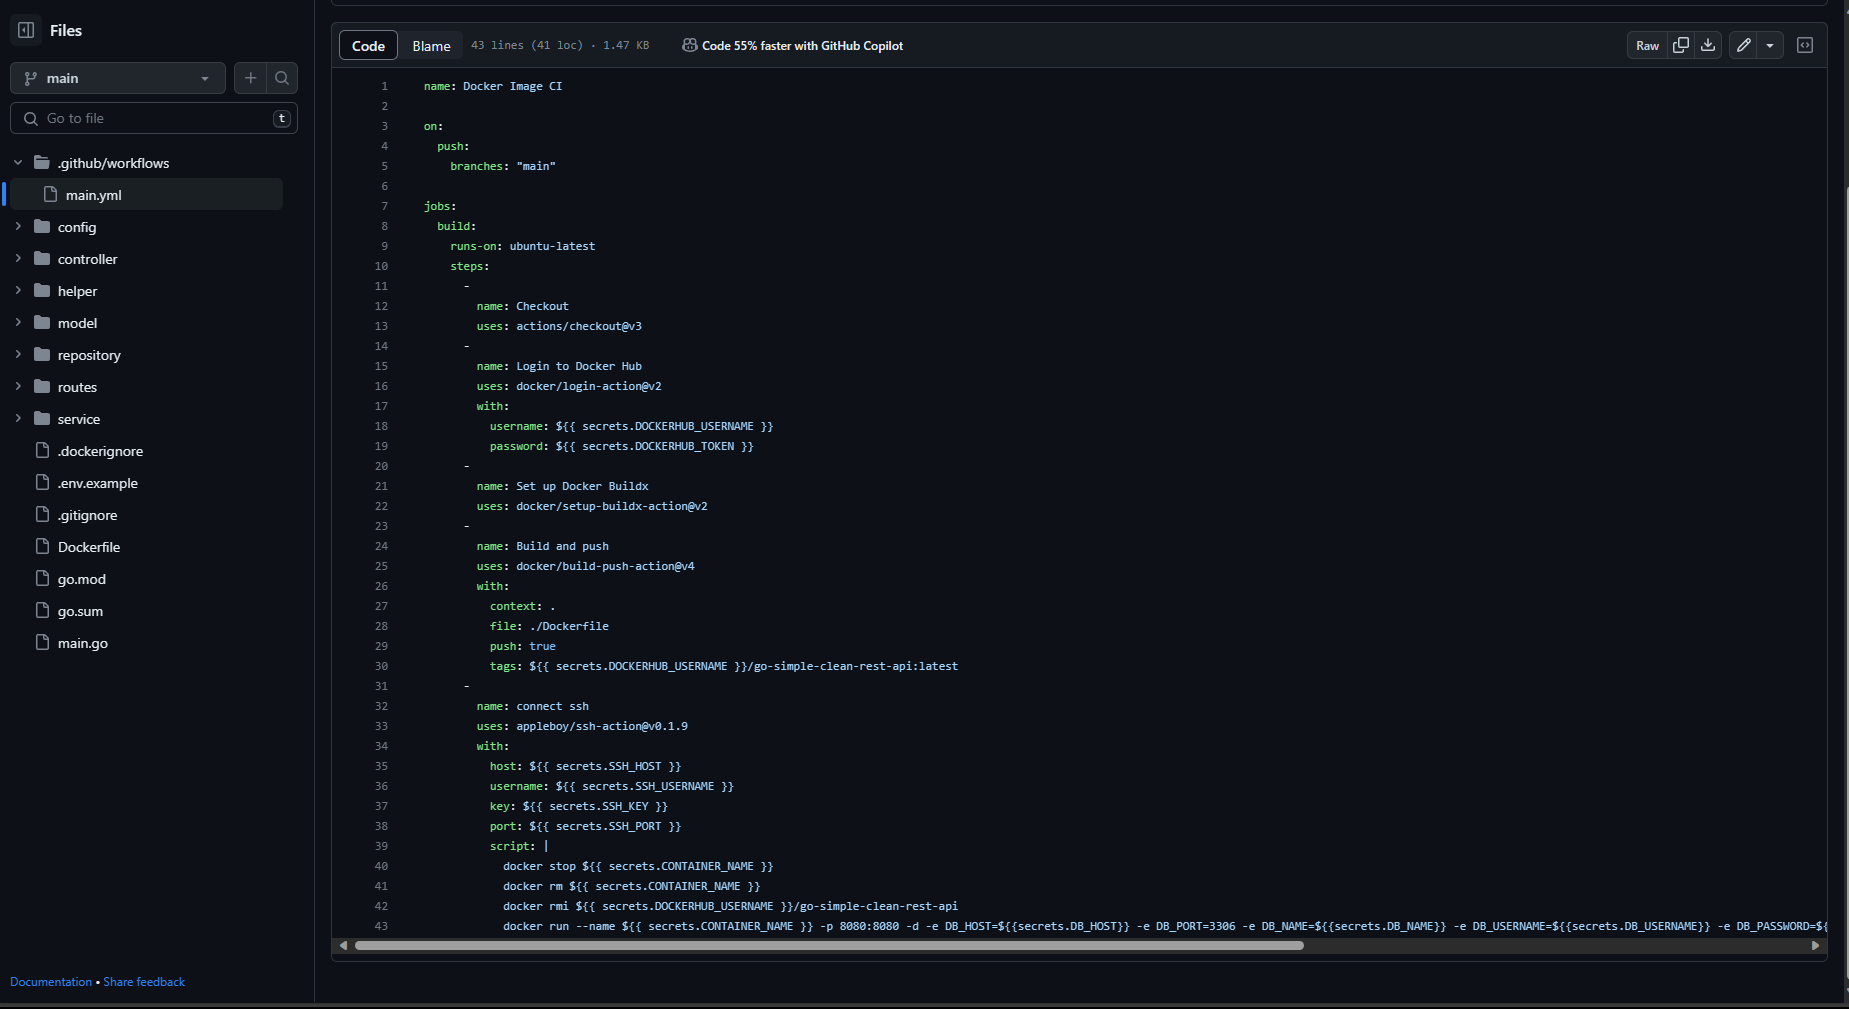 Files
main
Go to file
t
.github/workflows
main.yml
config
controller
helper
model
repository
routes
service
.dockerignore
.env.example
.gitignore
Dockerfile
go.mod
go.sum
main.go
Documentation • Share feedback
Code Blame 43 lines (41 loc) · 1.47 KB Code 55% faster with GitHub Copilot Raw
1 name: Docker Image CI
2
3 on:
4   push:
5     branches: "main"
6
7 jobs:
8   build:
9     runs-on: ubuntu-latest
10     steps:
11       -
12         name: Checkout
13         uses: actions/checkout@v3
14       -
15         name: Login to Docker Hub
16         uses: docker/login-action@v2
17         with:
18           username: ${{ secrets.DOCKERHUB_USERNAME }}
19           password: ${{ secrets.DOCKERHUB_TOKEN }}
20       -
21         name: Set up Docker Buildx
22         uses: docker/setup-buildx-action@v2
23       -
24         name: Build and push
25         uses: docker/build-push-action@v4
26         with:
27           context: .
28           file: ./Dockerfile
29           push: true
30           tags: ${{ secrets.DOCKERHUB_USERNAME }}/go-simple-clean-rest-api:latest
31       -
32         name: connect ssh
33         uses: appleboy/ssh-action@v0.1.9
34         with:
35           host: ${{ secrets.SSH_HOST }}
36           username: ${{ secrets.SSH_USERNAME }}
37           key: ${{ secrets.SSH_KEY }}
38           port: ${{ secrets.SSH_PORT }}
39           script: |
40             docker stop ${{ secrets.CONTAINER_NAME }}
41             docker rm ${{ secrets.CONTAINER_NAME }}
42             docker rmi ${{ secrets.DOCKERHUB_USERNAME }}/go-simple-clean-rest-api
43             docker run --name ${{ secrets.CONTAINER_NAME }} -p 8080:8080 -d -e DB_HOST=${{secrets.DB_HOST}} -e DB_PORT=3306 -e DB_NAME=${{secrets.DB_NAME}} -e DB_USERNAME=${{secrets.DB_USERNAME}} -e DB_PASSWORD=${